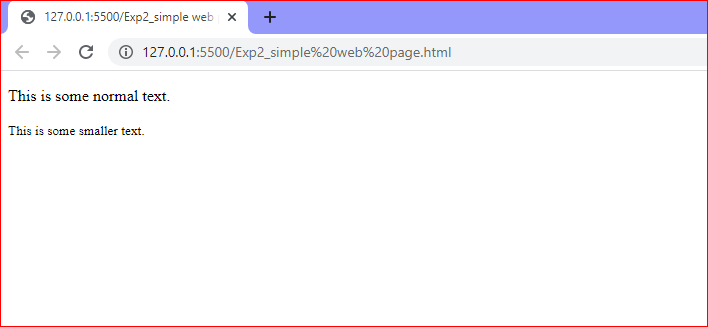 127.0.0.1:5500/Exp2_simple web
127.0.0.1:5500/Exp2_simple%20web%20page.html
This is some normal text.
This is some smaller text.